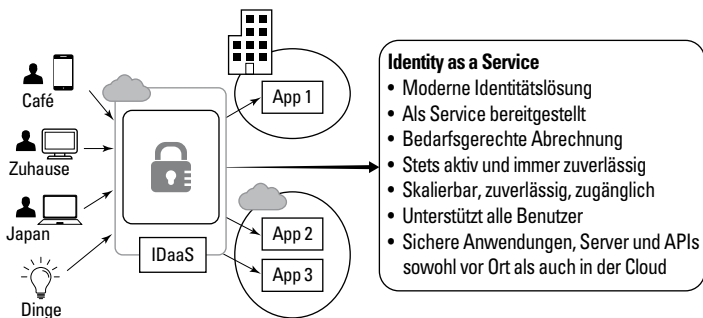 Café
Zuhause
Japan
Dinge
IDaaS
App 1
App 2
App 3
Identity as a Service
• Moderne Identitätslösung
• Als Service bereitgestellt
• Bedarfsgerechte Abrechnung
• Stets aktiv und immer zuverlässig
• Skalierbar, zuverlässig, zugänglich
• Unterstützt alle Benutzer
• Sichere Anwendungen, Server und APIs
sowohl vor Ort als auch in der Cloud